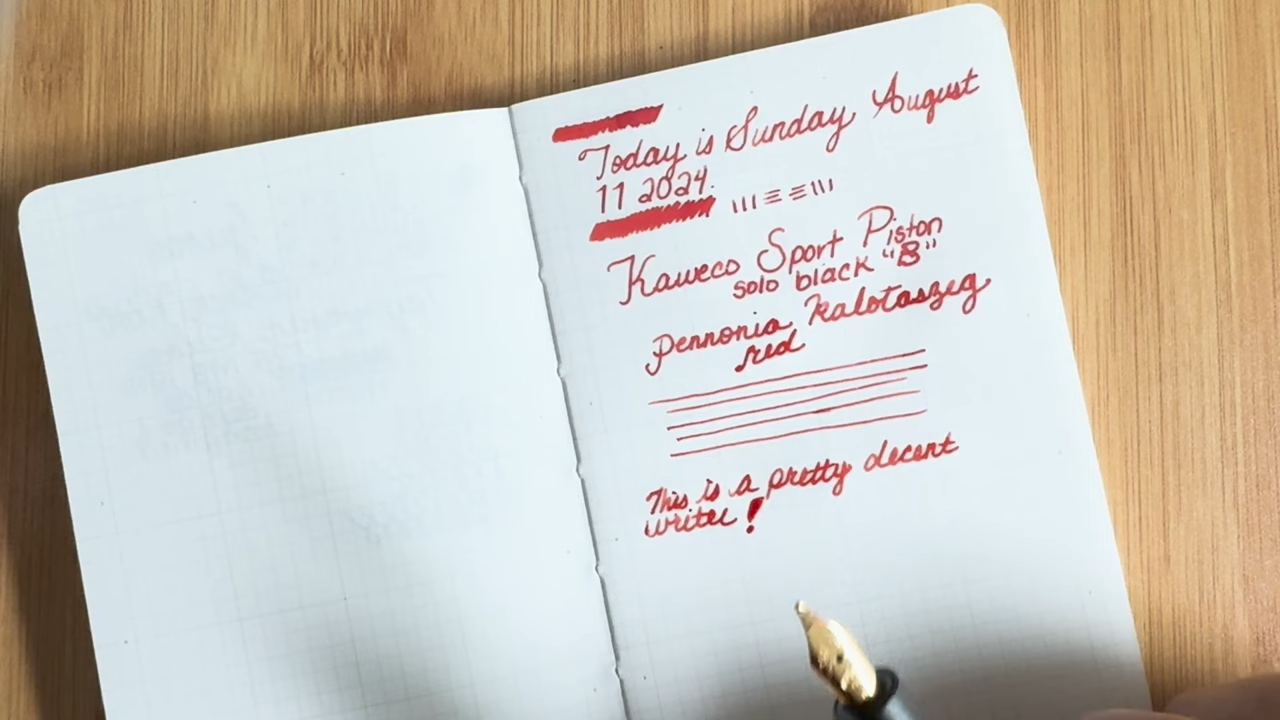 Today is Sunday August
11 2024.
Kaweco Sport Piston
solo black "B"
Pennonia Kalotaszeg
red
This is a pretty decent
writer!